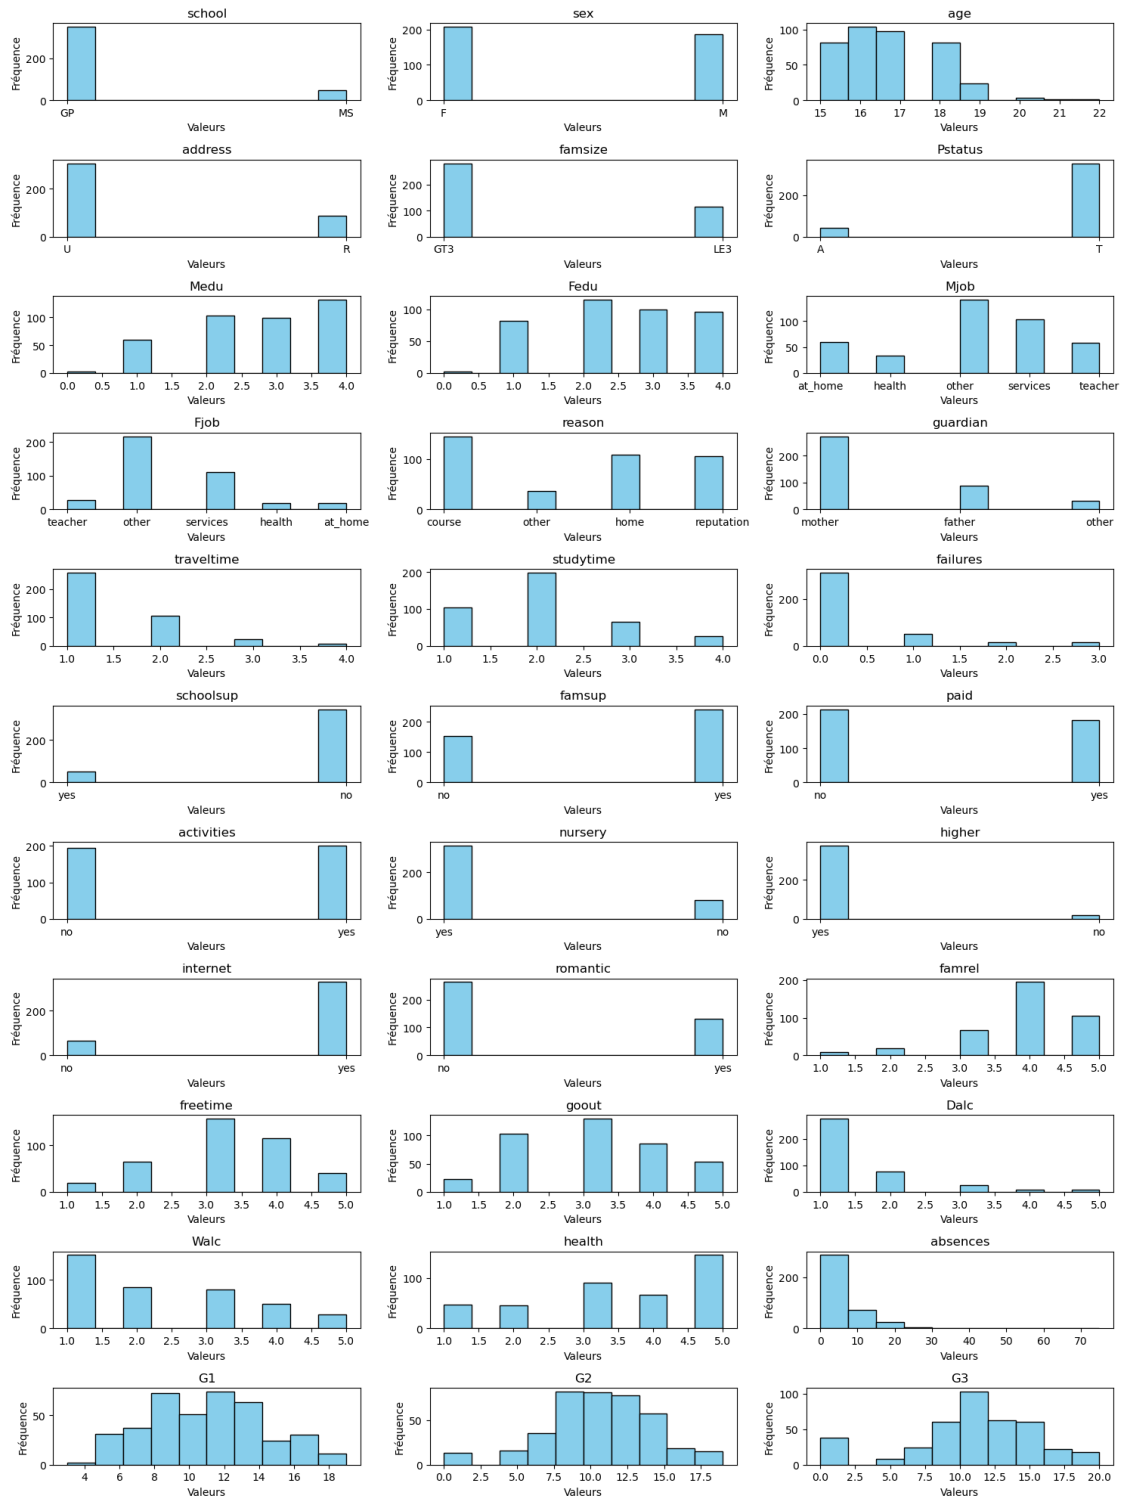 school
Fréquence
200
0
GP
MS
Valeurs
sex
Fréquence
200
100
0
F
M
Valeurs
age
Fréquence
100
50
0
15 16 17 18 19 20 21 22
Valeurs
address
Fréquence
200
0
U
R
Valeurs
famsize
Fréquence
200
100
0
GT3
LE3
Valeurs
Pstatus
Fréquence
200
0
A
T
Valeurs
Medu
Fréquence
100
50
0
0.0 0.5 1.0 1.5 2.0 2.5 3.0 3.5 4.0
Valeurs
Fedu
Fréquence
100
50
0
0.0 0.5 1.0 1.5 2.0 2.5 3.0 3.5 4.0
Valeurs
Mjob
Fréquence
100
50
0
at_home health other services teacher
Valeurs
Fjob
Fréquence
200
100
0
teacher other services health at_home
Valeurs
reason
Fréquence
100
0
course other home reputation
Valeurs
guardian
Fréquence
200
0
mother father other
Valeurs
traveltime
Fréquence
200
100
0
1.0 1.5 2.0 2.5 3.0 3.5 4.0
Valeurs
studytime
Fréquence
200
100
0
1.0 1.5 2.0 2.5 3.0 3.5 4.0
Valeurs
failures
Fréquence
200
0
0.0 0.5 1.0 1.5 2.0 2.5 3.0
Valeurs
schoolsup
Fréquence
200
0
yes
no
Valeurs
famsup
Fréquence
200
100
0
no
yes
Valeurs
paid
Fréquence
200
100
0
no
yes
Valeurs
activities
Fréquence
200
100
0
no
yes
Valeurs
nursery
Fréquence
200
0
yes
no
Valeurs
higher
Fréquence
200
0
yes
no
Valeurs
internet
Fréquence
200
0
no
yes
Valeurs
romantic
Fréquence
200
100
0
no
yes
Valeurs
famrel
Fréquence
200
100
0
1.0 1.5 2.0 2.5 3.0 3.5 4.0 4.5 5.0
Valeurs
freetime
Fréquence
100
0
1.0 1.5 2.0 2.5 3.0 3.5 4.0 4.5 5.0
Valeurs
goout
Fréquence
100
50
0
1.0 1.5 2.0 2.5 3.0 3.5 4.0 4.5 5.0
Valeurs
Dalc
Fréquence
200
100
0
1.0 1.5 2.0 2.5 3.0 3.5 4.0 4.5 5.0
Valeurs
Walc
Fréquence
100
0
1.0 1.5 2.0 2.5 3.0 3.5 4.0 4.5 5.0
Valeurs
health
Fréquence
100
0
1.0 1.5 2.0 2.5 3.0 3.5 4.0 4.5 5.0
Valeurs
absences
Fréquence
200
0
0 10 20 30 40 50 60 70
Valeurs
G1
Fréquence
50
0
4 6 8 10 12 14 16 18
Valeurs
G2
Fréquence
50
0
0.0 2.5 5.0 7.5 10.0 12.5 15.0 17.5
Valeurs
G3
Fréquence
100
50
0
0.0 2.5 5.0 7.5 10.0 12.5 15.0 17.5 20.0
Valeurs